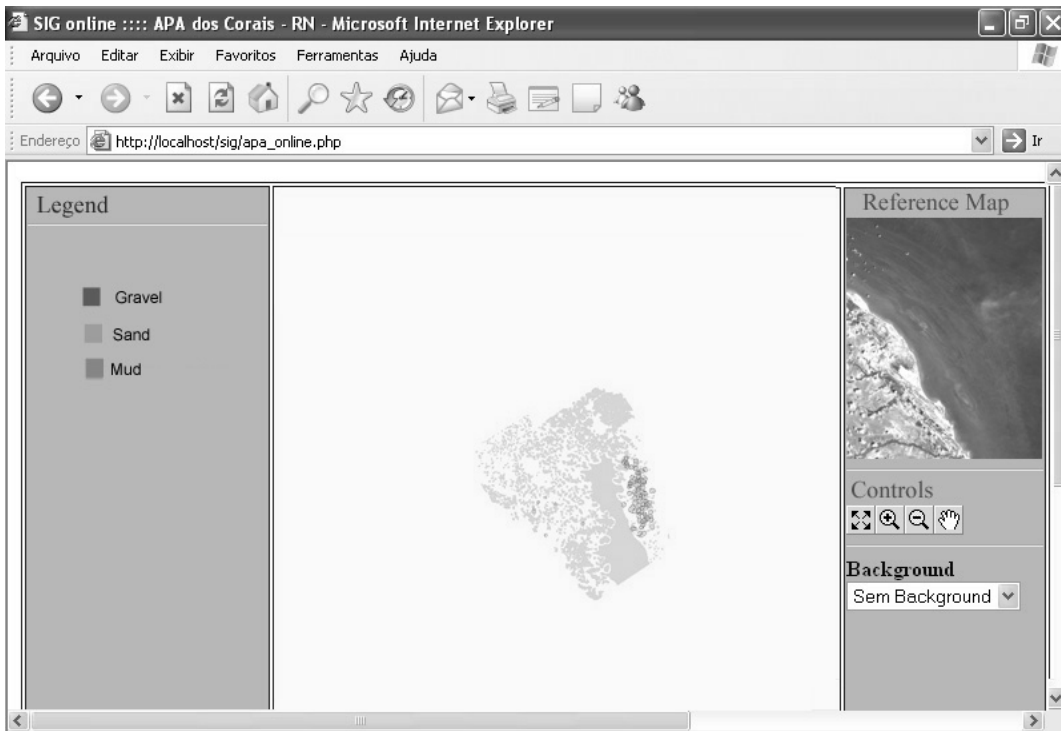 SIG online :::: APA dos Corais - RN - Microsoft Internet Explorer
Arquivo Editar Exibir Favoritos Ferramentas Ajuda
Endereço http://localhost/sig/apa_online.php Ir
Legend
Gravel
Sand
Mud
Reference Map
Controls
Background
Sem Background